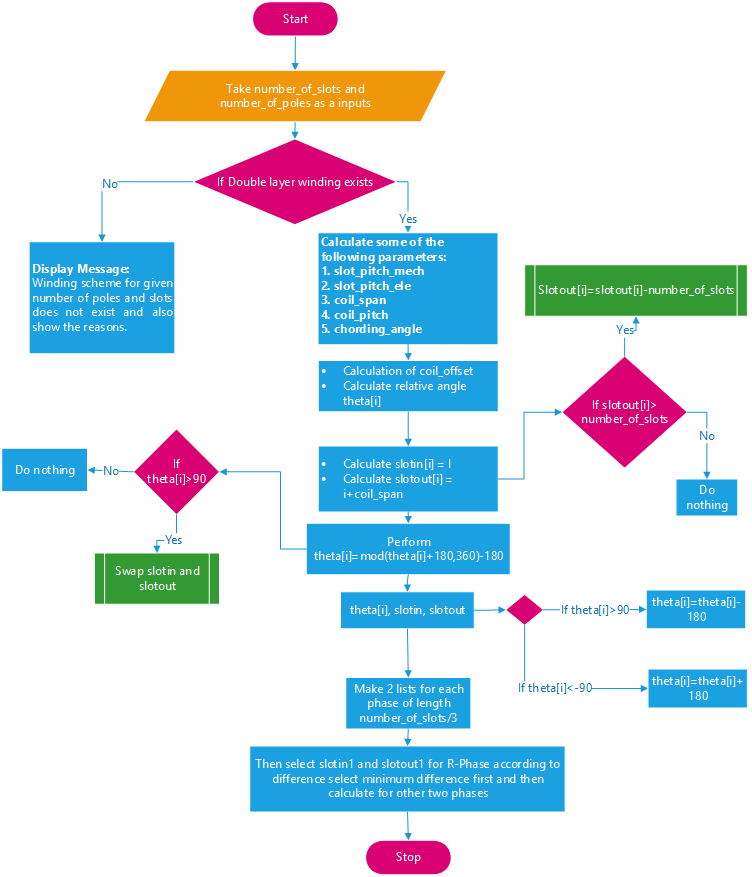 Start
Take number_of_slots and
number_of_poles as a inputs
If Double layer winding exists
No
Yes
Display Message:
Winding scheme for given
number of poles and slots
does not exist and also
show the reasons.
Calculate some of the
following parameters:
1. slot_pitch_mech
2. slot_pitch_ele
3. coil_span
4. coil_pitch
5. chording_angle
Slotout[i]=slotout[i]-number_of_slots
Yes
• Calculation of coil_offset
• Calculate relative angle
theta[i]
If slotout[i]>
number_of_slots
No
Do
nothing
• Calculate slotin[i] = I
• Calculate slotout[i] =
i+coil_span
If
theta[i]>90
No
Do nothing
Yes
Swap slotin and
slotout
Perform
theta[i]=mod(theta[i]+180,360)-180
theta[i], slotin, slotout
If theta[i]>90
theta[i]=theta[i]-
180
If theta[i]<-90
theta[i]=theta[i]+
180
Make 2 lists for each
phase of length
number_of_slots/3
Then select slotin1 and slotout1 for R-Phase according to
difference select minimum difference first and then
calculate for other two phases
Stop